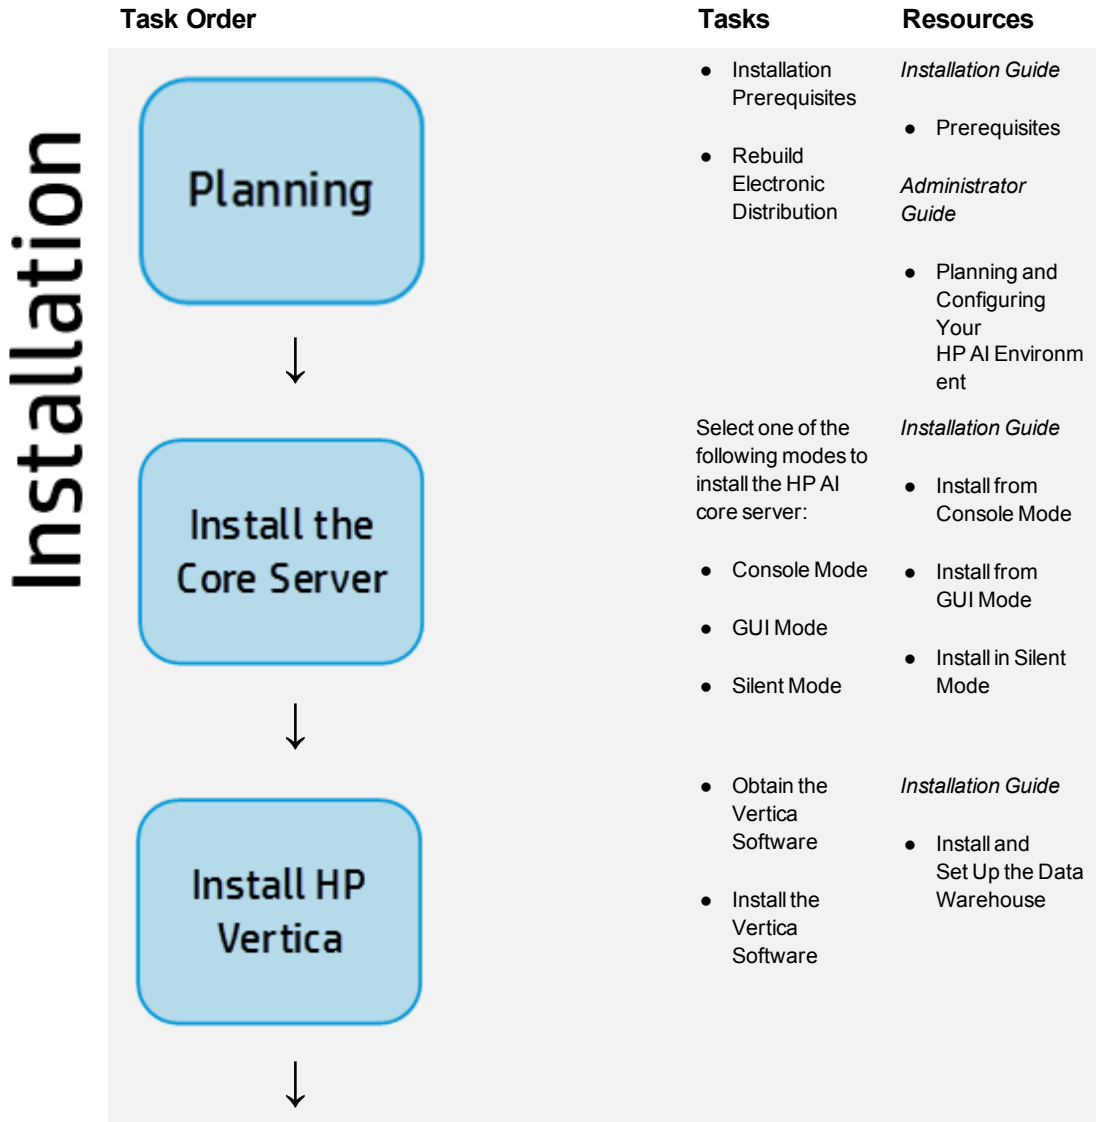 Task Order
Tasks
Resources
Installation
Planning
● Installation
Prerequisites
● Rebuild
Electronic
Distribution
Installation Guide
● Prerequisites
Administrator
Guide
● Planning and
Configuring
Your
HP AI Environm
ent
Install the
Core Server
Select one of the
following modes to
install the HP AI
core server:
● Console Mode
● GUI Mode
● Silent Mode
Installation Guide
● Install from
Console Mode
● Install from
GUI Mode
● Install in Silent
Mode
Install HP
Vertica
● Obtain the
Vertica
Software
● Install the
Vertica
Software
Installation Guide
● Install and
Set Up the Data
Warehouse